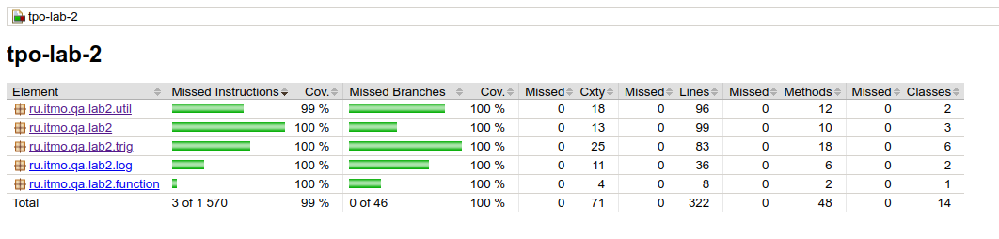 tpo-lab-2
tpo-lab-2
Element Missed Instructions Cov. Missed Branches Cov. Missed Cxty Missed Lines Missed Methods Missed Classes
ru.itmo.qa.lab2.util 99 % 100 % 0 18 0 96 0 12 0 2
ru.itmo.qa.lab2 100 % 100 % 0 13 0 99 0 10 0 3
ru.itmo.qa.lab2.trig 100 % 100 % 0 25 0 83 0 18 0 6
ru.itmo.qa.lab2.log 100 % 100 % 0 11 0 36 0 6 0 2
ru.itmo.qa.lab2.function 100 % 100 % 0 4 0 8 0 2 0 1
Total 3 of 1 570 99 % 0 of 46 100 % 0 71 0 322 0 48 0 14